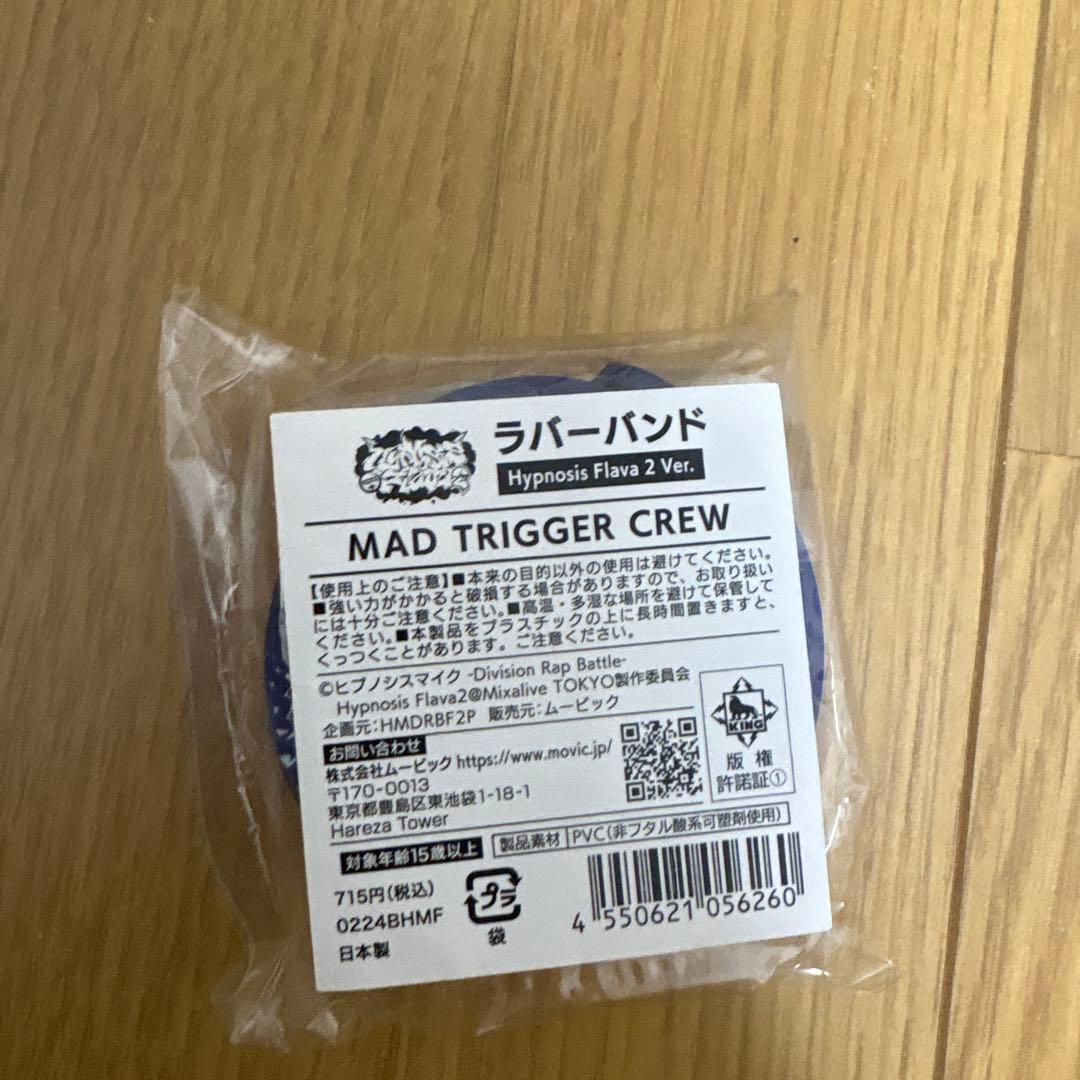 ラバーバンド
Hypnosis Flava 2 Ver.
MAD TRIGGER CREW
【使用上のご注意】■本来の目的以外の使用は避けてください。
■強い力がかかると破損する場合がありますので、お取り扱い
には十分ご注意ください。■高温・多湿な場所を避けて保管して
ください。■本製品をプラスチックの上に長時間置きますと、
くっつくことがあります。ご注意ください。
©ヒプノシスマイク -Division Rap Battle-
Hypnosis Flava2@Mixalive TOKYO製作委員会
企画元:HMDRBF2P 販売元:ムービック
お問い合わせ
株式会社ムービック https://www.movic.jp/
〒170-0013
東京都豊島区東池袋1-18-1
Hareza Tower
KING
版権
許諾証①
対象年齢15歳以上
製品素材 PVC(非フタル酸系可塑剤使用)
715円(税込)
0224BHMF
日本製
プラ
袋
4 550621 056260